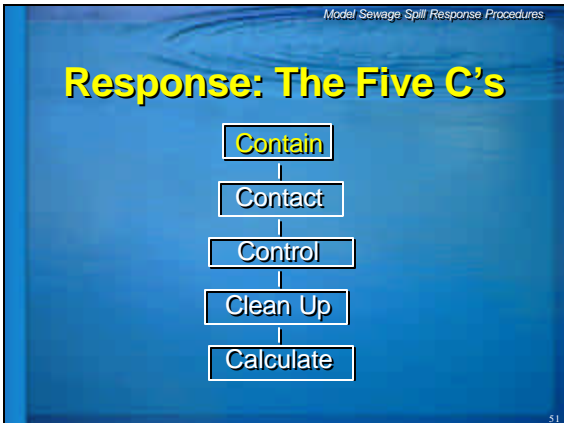 Model Sewage Spill Response Procedures
Response: The Five C's
Contain
Contact
Control
Clean Up
Calculate
51